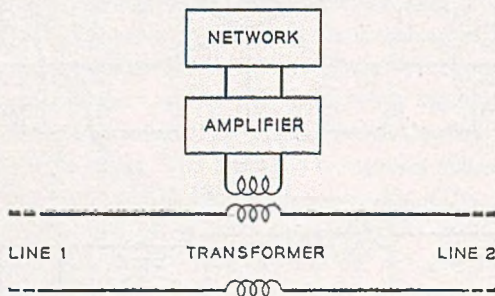 NETWORK
AMPLIFIER
LINE 1 TRANSFORMER LINE 2